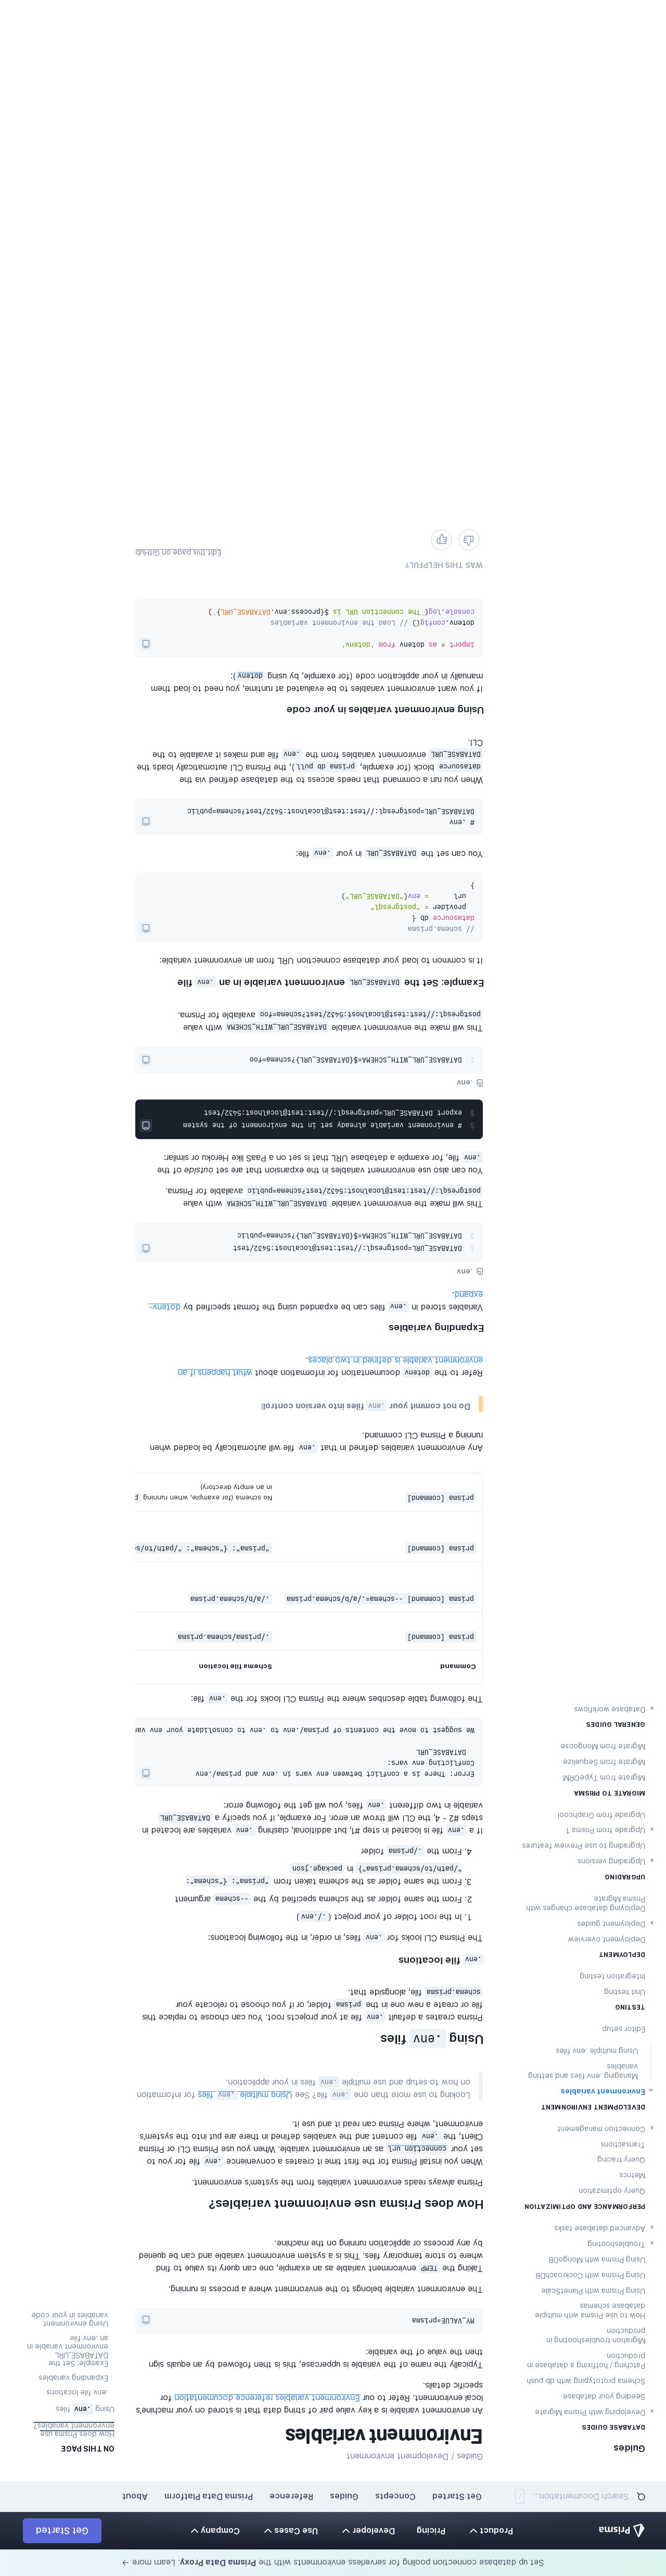 Set up database connection pooling for serverless environments with the Prisma Data Proxy. Learn more →
Prisma
Product
Pricing
Developer
Use Cases
Company
Get Started
Search Documentation...
/
Get Started
Concepts
Guides
Reference
Prisma Data Platform
About
Guides
DATABASE GUIDES
Developing with Prisma Migrate
Seeding your database
Schema prototyping with db push
Patching / hotfixing a database in
production
Migration troubleshooting in
production
How to use Prisma with multiple
database schemas
Using Prisma with PlanetScale
Using Prisma with CockroachDB
Using Prisma with MongoDB
Troubleshooting
Advanced database tasks
PERFORMANCE AND OPTIMIZATION
Query optimization
Metrics
Query tracing
Transactions
Connection management
DEVELOPMENT ENVIRONMENT
Environment variables
Managing .env files and setting
variables
Using multiple .env files
Editor setup
TESTING
Unit testing
Integration testing
DEPLOYMENT
Deployment overview
Deployment guides
Deploying database changes with
Prisma Migrate
UPGRADING
Upgrading versions
Upgrading to use Preview features
Upgrade from Prisma 1
Upgrade from Graphcool
MIGRATE TO PRISMA
Migrate from TypeORM
Migrate from Sequelize
Migrate from Mongoose
GENERAL GUIDES
Database workflows
Guides / Development environment
Environment variables
An environment variable is a key value pair of string data that is stored on your machine's
local environment. Refer to our Environment variables reference documentation for
specific details.
Typically the name of the variable is uppercase, this is then followed by an equals sign
then the value of the variable:
MY_VALUE=prisma
The environment variable belongs to the environment where a process is running.
Taking the TEMP environment variable as an example, one can query its value to find
where to store temporary files. This is a system environment variable and can be queried
by any process or application running on the machine.
How does Prisma use environment variables?
Prisma always reads environment variables from the system's environment.
When you install Prisma for the first time it creates a convenience .env file for you to
set your connection url as an environment variable. When you use Prisma CLI or Prisma
Client, the .env file content and the variables defined in there are put into the system's
environment, where Prisma can read it and use it.
Looking to use more than one .env file? See Using multiple .env files for information
on how to setup and use multiple .env files in your application.
Using .env files
Prisma creates a default .env file at your projects root. You can choose to replace this
file or create a new one in the prisma folder, or if you choose to relocate your
schema.prisma file, alongside that.
.env file locations
The Prisma CLI looks for .env files, in order, in the following locations:
1. In the root folder of your project (./.env)
2. From the same folder as the schema specified by the --schema argument
3. From the same folder as the schema taken from "prisma": {"schema":
"/path/to/schema.prisma"} in package.json
4. From the ./prisma folder
If a .env file is located in step #1, but additional, clashing .env variables are located in
steps #2 - 4, the CLI will throw an error. For example, if you specify a DATABASE_URL
variable in two different .env files, you will get the following error:
Error: There is a conflict between env vars in .env and prisma/.env
Conflicting env vars:
DATABASE_URL
We suggest to move the contents of prisma/.env to .env to consolidate your env var
The following table describes where the Prisma CLI looks for the .env file:
Command
Schema file location
prisma [command]
./prisma/schema.prisma
prisma [command] --schema=./a/b/schema.prisma
./a/b/schema.prisma
prisma [command]
"prisma": {"schema": "/path/to/sc
prisma [command]
No schema (for example, when running p
in an empty directory)
Any environment variables defined in that .env file will automatically be loaded when
running a Prisma CLI command.
Do not commit your .env files into version control!
Refer to the dotenv documentation for information about what happens if an
environment variable is defined in two places.
Expanding variables
Variables stored in .env files can be expanded using the format specified by dotenv-
expand.
.env
1 DATABASE_URL=postgresql://test:test@localhost:5432/test
2 DATABASE_URL_WITH_SCHEMA=${DATABASE_URL}?schema=public
This will make the environment variable DATABASE_URL_WITH_SCHEMA with value
postgresql://test:test@localhost:5432/test?schema=public available for Prisma.
You can also use environment variables in the expansion that are set outside of the
.env file, for example a database URL that is set on a PaaS like Heroku or similar:
$ # environment variable already set in the environment of the system
$ export DATABASE_URL=postgresql://test:test@localhost:5432/test
.env
1 DATABASE_URL_WITH_SCHEMA=${DATABASE_URL}?schema=foo
This will make the environment variable DATABASE_URL_WITH_SCHEMA with value
postgresql://test:test@localhost:5432/test?schema=foo available for Prisma.
Example: Set the DATABASE_URL environment variable in an .env file
It is common to load your database connection URL from an environment variable:
// schema.prisma
datasource db {
provider = "postgresql"
url = env("DATABASE_URL")
}
You can set the DATABASE_URL in your .env file:
# .env
DATABASE_URL=postgresql://test:test@localhost:5432/test?schema=public
When you run a command that needs access to the database defined via the
datasource block (for example, prisma db pull), the Prisma CLI automatically loads the
DATABASE_URL environment variables from the .env file and makes it available to the
CLI.
Using environment variables in your code
If you want environment variables to be evaluated at runtime, you need to load them
manually in your application code (for example, by using dotenv):
import * as dotenv from 'dotenv'
dotenv.config() // Load the environment variables
console.log(`The connection URL is ${process.env.DATABASE_URL}`)
WAS THIS HELPFUL?
Edit this page on GitHub
ON THIS PAGE
How does Prisma use
environment variables?
Using .env files
.env file locations
Expanding variables
Example: Set the
DATABASE_URL
environment variable in
an .env file
Using environment
variables in your code